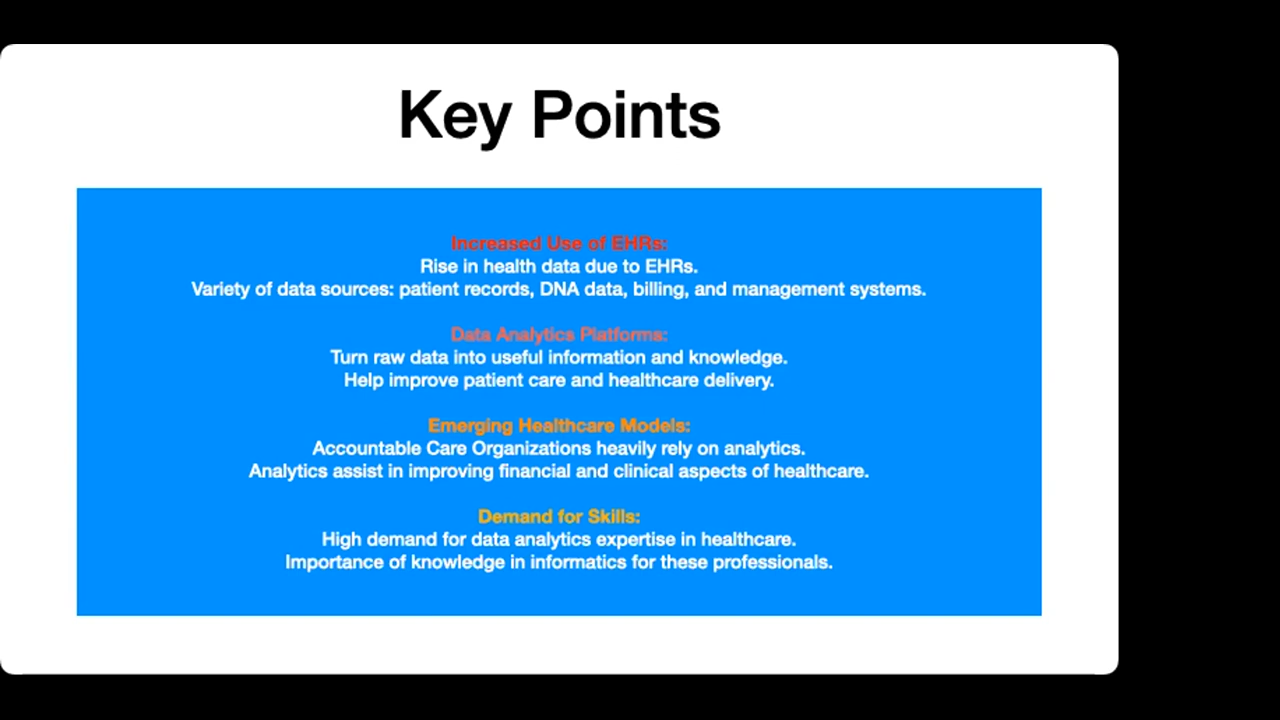 Key Points
Increased Use of EHRs:
Rise in health data due to EHRs.
Variety of data sources: patient records, DNA data, billing, and management systems.
Data Analytics Platforms:
Turn raw data into useful information and knowledge.
Help improve patient care and healthcare delivery.
Emerging Healthcare Models:
Accountable Care Organizations heavily rely on analytics.
Analytics assist in improving financial and clinical aspects of healthcare.
Demand for Skills:
High demand for data analytics expertise in healthcare.
Importance of knowledge in informatics for these professionals.